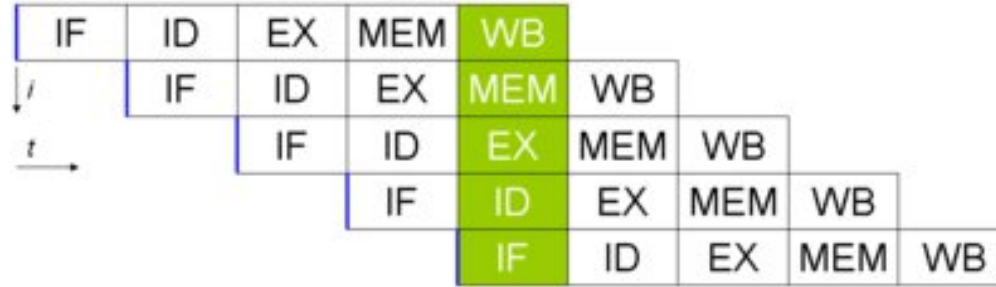 IF ID EX MEM WB
i IF ID EX MEM WB
t IF ID EX MEM WB
IF ID EX MEM WB
IF ID EX MEM WB